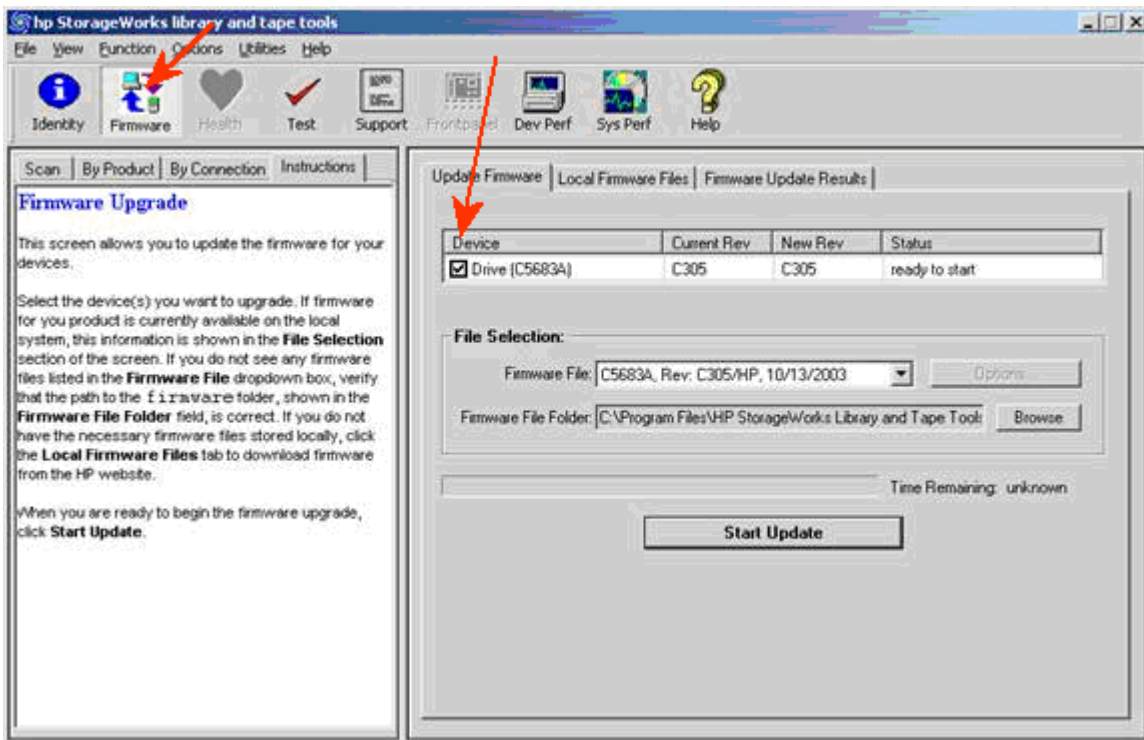 hp StorageWorks library and tape tools
File View Function Options Utilities Help
Identity Firmware Health Test Support Frontpanel Dev Perf Sys Perf Help
Scan By Product By Connection Instructions
Firmware Upgrade
This screen allows you to update the firmware for your
devices.
Select the device(s) you want to upgrade. If firmware
for you product is currently available on the local
system, this information is shown in the File Selection
section of the screen. If you do not see any firmware
files listed in the Firmware File dropdown box, verify
that the path to the firmware folder, shown in the
Firmware File Folder field, is correct. If you do not
have the necessary firmware files stored locally, click
the Local Firmware Files tab to download firmware
from the HP website.
When you are ready to begin the firmware upgrade,
click Start Update.
Update Firmware Local Firmware Files Firmware Update Results
Device Current Rev New Rev Status
Drive (C5683A) C305 C305 ready to start
File Selection:
Firmware File: C5683A, Rev: C305/HP, 10/13/2003 Options
Firmware File Folder: C:\Program Files\HP StorageWorks Library and Tape Tools Browse
Time Remaining: unknown
Start Update